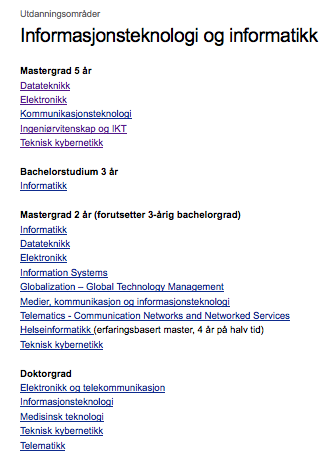 Utdanningsområder
Informasjonsteknologi og informatikk
Mastergrad 5 år
Datateknikk
Elektronikk
Kommunikasjonsteknologi
Ingeniørvitenskap og IKT
Teknisk kybernetikk
Bachelorstudium 3 år
Informatikk
Mastergrad 2 år (forutsetter 3-årig bachelorgrad)
Informatikk
Datateknikk
Elektronikk
Information Systems
Globalization – Global Technology Management
Medier, kommunikasjon og informasjonsteknologi
Telematics - Communication Networks and Networked Services
Helseinformatikk (erfaringsbasert master, 4 år på halv tid)
Teknisk kybernetikk
Doktorgrad
Elektronikk og telekommunikasjon
Informasjonsteknologi
Medisinsk teknologi
Teknisk kybernetikk
Telematikk